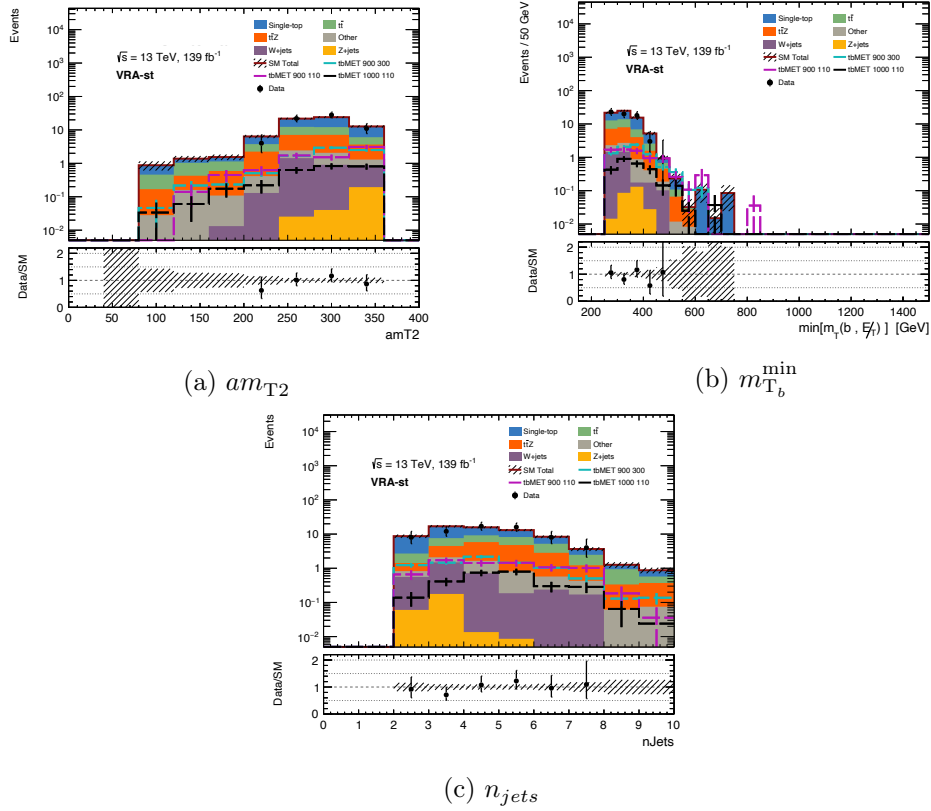 Events
10⁴
10³
10²
10
1
10⁻¹
10⁻²
√s = 13 TeV, 139 fb⁻¹
VRA-st
Single-top
tt̄
tt̄Z
Other
W+jets
Z+jets
SM Total
tbMET 900 300
tbMET 900 110
tbMET 1000 110
Data
Data/SM
2
1
0
0 50 100 150 200 250 300 350 400
amT2
(a) am_T2
Events / 50 GeV
10⁴
10³
10²
10
1
10⁻¹
10⁻²
√s = 13 TeV, 139 fb⁻¹
VRA-st
Single-top
tt̄
tt̄Z
Other
W+jets
Z+jets
SM Total
tbMET 900 300
tbMET 900 110
tbMET 1000 110
Data
Data/SM
2
1
0
200 400 600 800 1000 1200 1400
min[m_T(b , E̸_T) ] [GeV]
(b) m_T_b^min
Events
10⁴
10³
10²
10
1
10⁻¹
10⁻²
√s = 13 TeV, 139 fb⁻¹
VRA-st
Single-top
tt̄
tt̄Z
Other
W+jets
Z+jets
SM Total
tbMET 900 300
tbMET 900 110
tbMET 1000 110
Data
Data/SM
2
1
0
0 1 2 3 4 5 6 7 8 9 10
nJets
(c) n_jets